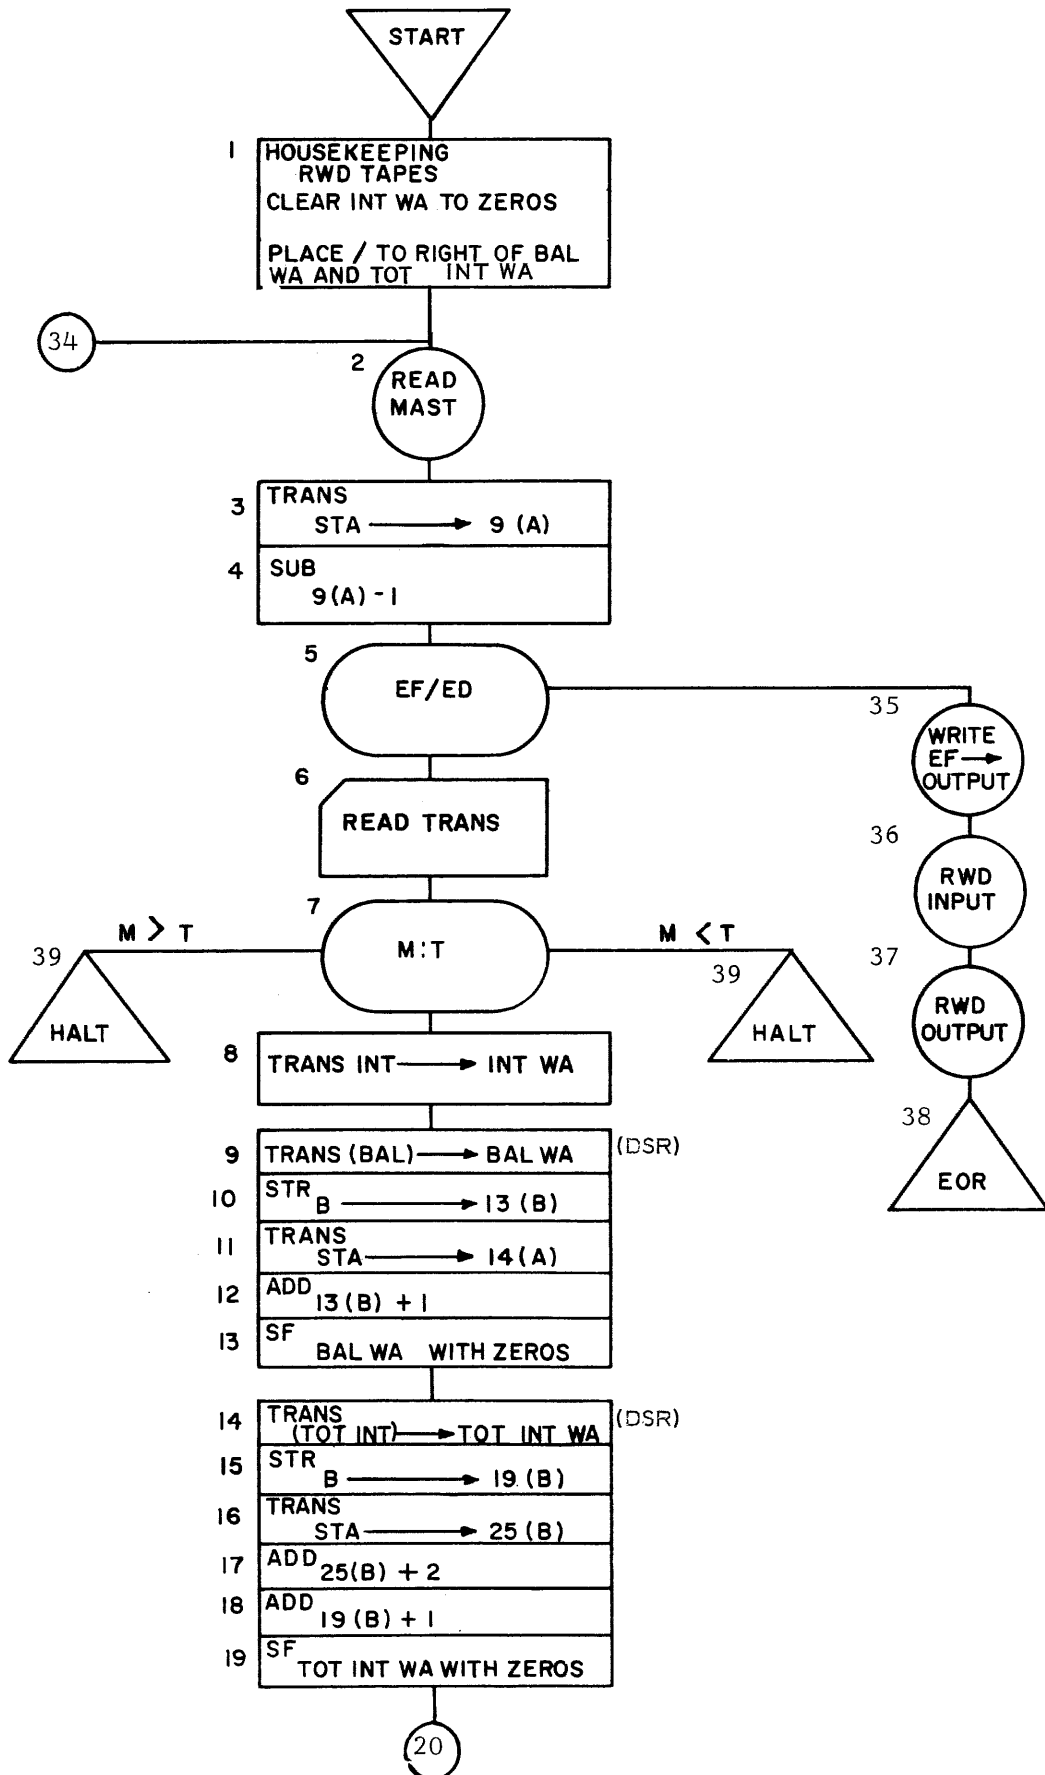 START
1 HOUSEKEEPING
RWD TAPES
CLEAR INT WA TO ZEROS
PLACE / TO RIGHT OF BAL
WA AND TOT INT WA
34
2
READ
MAST
3 TRANS
STA → 9 (A)
4 SUB
9(A) - 1
5
EF/ED
35
WRITE
EF →
OUTPUT
6
READ TRANS
36
RWD
INPUT
7
M > T
M : T
M < T
39
HALT
39
HALT
37
RWD
OUTPUT
8 TRANS INT → INT WA
38
EOR
9 TRANS (BAL) → BAL WA (DSR)
10 STR
B → 13 (B)
11 TRANS
STA → 14 (A)
12 ADD
13 (B) + 1
13 SF
BAL WA WITH ZEROS
14 TRANS (DSR)
(TOT INT) → TOT INT WA
15 STR
B → 19 (B)
16 TRANS
STA → 25 (B)
17 ADD
25(B) + 2
18 ADD
19 (B) + 1
19 SF
TOT INT WA WITH ZEROS
20